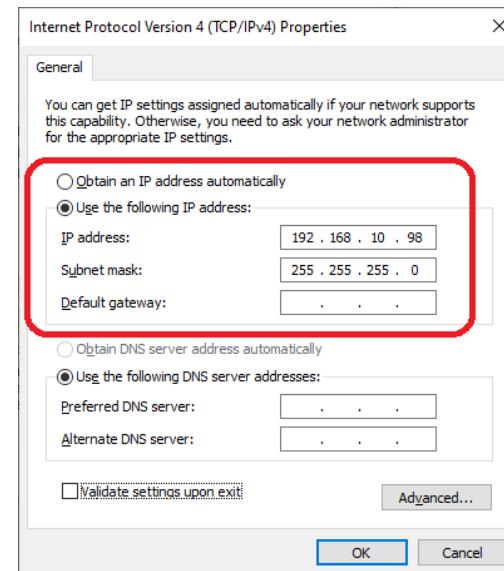 Internet Protocol Version 4 (TCP/IPv4) Properties
General
You can get IP settings assigned automatically if your network supports
this capability. Otherwise, you need to ask your network administrator
for the appropriate IP settings.
Obtain an IP address automatically
Use the following IP address:
IP address: 192 . 168 . 10 . 98
Subnet mask: 255 . 255 . 255 . 0
Default gateway: . . .
Obtain DNS server address automatically
Use the following DNS server addresses:
Preferred DNS server: . . .
Alternate DNS server: . . .
Validate settings upon exit
Advanced...
OK Cancel